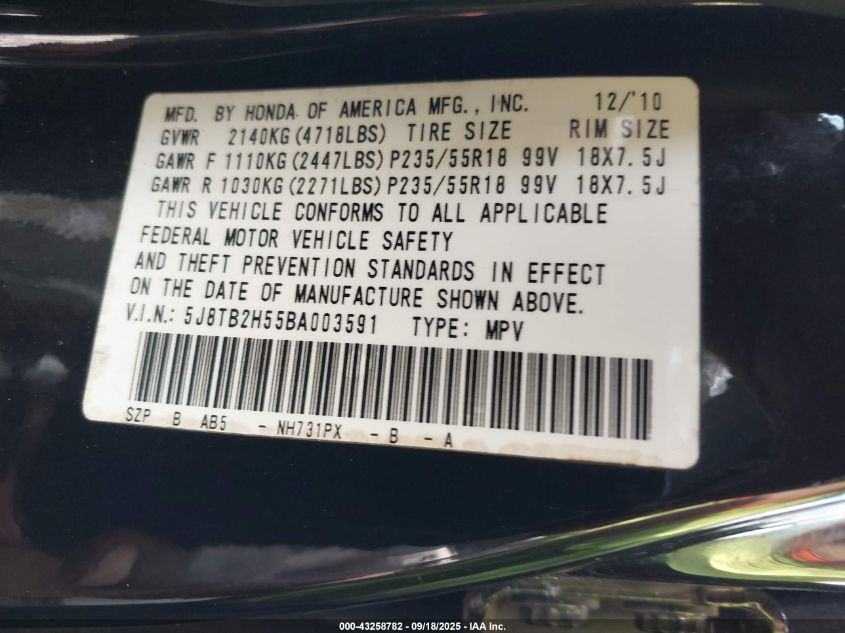 MFD. BY HONDA OF AMERICA MFG., INC. 12/'10
GVWR 2140KG(4718LBS) TIRE SIZE RIM SIZE
GAWR F 1110KG(2447LBS) P235/55R18 99V 18X7.5J
GAWR R 1030KG(2271LBS) P235/55R18 99V 18X7.5J
THIS VEHICLE CONFORMS TO ALL APPLICABLE
FEDERAL MOTOR VEHICLE SAFETY
AND THEFT PREVENTION STANDARDS IN EFFECT
ON THE DATE OF MANUFACTURE SHOWN ABOVE.
V.I.N.: 5J8TB2H55BA003591 TYPE: MPV
SZP B AB5 - NH731PX - B - A
000-43258782 - 09/18/2025 - IAA Inc.